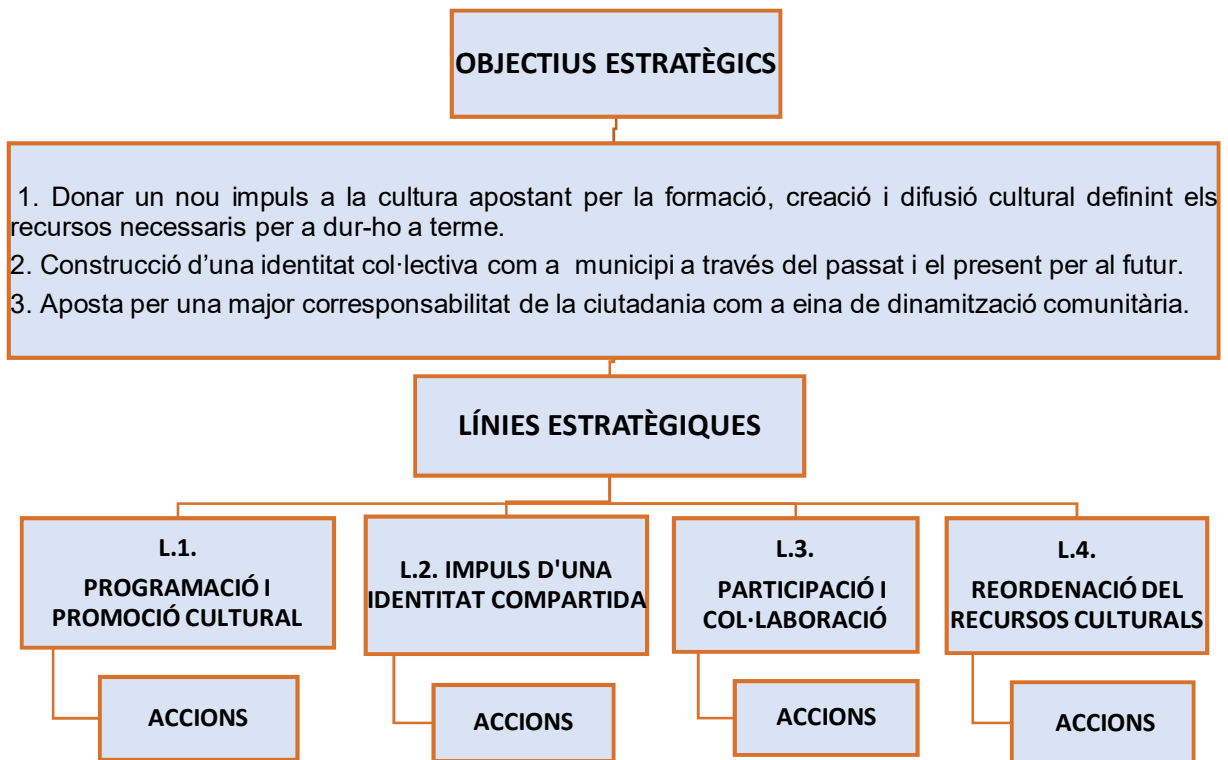 OBJECTIUS ESTRATÈGICS
1. Donar un nou impuls a la cultura apostant per la formació, creació i difusió cultural definint els
recursos necessaris per a dur-ho a terme.
2. Construcció d’una identitat col·lectiva com a municipi a través del passat i el present per al futur.
3. Aposta per una major corresponsabilitat de la ciutadania com a eina de dinamització comunitària.
LÍNIES ESTRATÈGIQUES
L.1.
PROGRAMACIÓ I
PROMOCIÓ CULTURAL
L.2. IMPULS D'UNA
IDENTITAT COMPARTIDA
L.3.
PARTICIPACIÓ I
COL·LABORACIÓ
L.4.
REORDENACIÓ DEL
RECURSOS CULTURALS
ACCIONS
ACCIONS
ACCIONS
ACCIONS